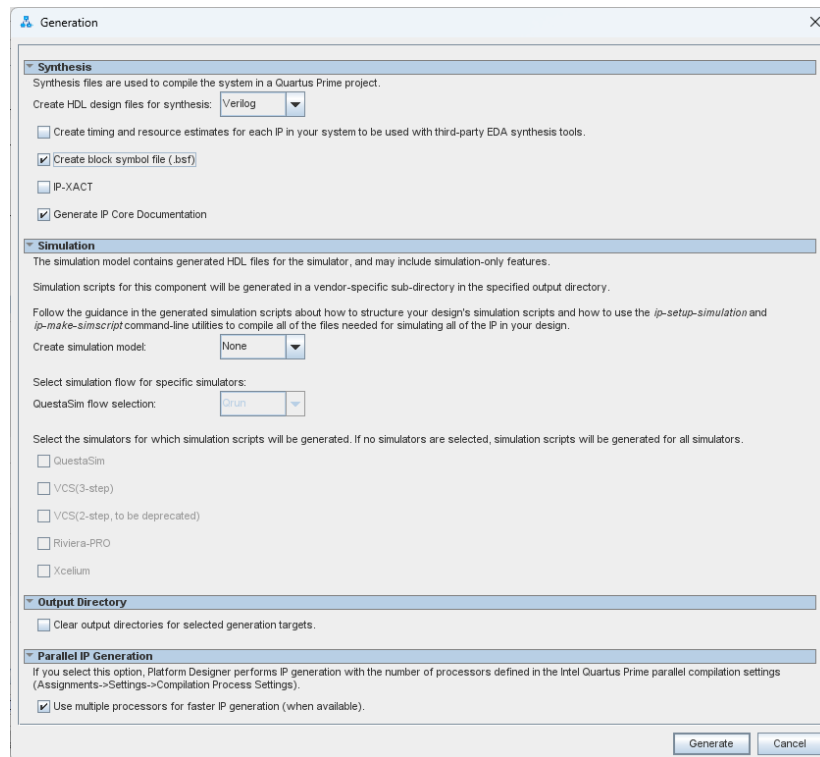 Generation
Synthesis
Synthesis files are used to compile the system in a Quartus Prime project.
Create HDL design files for synthesis: Verilog
Create timing and resource estimates for each IP in your system to be used with third-party EDA synthesis tools.
Create block symbol file (.bsf)
IP-XACT
Generate IP Core Documentation
Simulation
The simulation model contains generated HDL files for the simulator, and may include simulation-only features.
Simulation scripts for this component will be generated in a vendor-specific sub-directory in the specified output directory.
Follow the guidance in the generated simulation scripts about how to structure your design's simulation scripts and how to use the ip-setup-simulation and
ip-make-simscript command-line utilities to compile all of the files needed for simulating all of the IP in your design.
Create simulation model: None
Select simulation flow for specific simulators:
QuestaSim flow selection: Qrun
Select the simulators for which simulation scripts will be generated. If no simulators are selected, simulation scripts will be generated for all simulators.
QuestaSim
VCS(3-step)
VCS(2-step, to be deprecated)
Riviera-PRO
Xcelium
Output Directory
Clear output directories for selected generation targets.
Parallel IP Generation
If you select this option, Platform Designer performs IP generation with the number of processors defined in the Intel Quartus Prime parallel compilation settings
(Assignments->Settings->Compilation Process Settings).
Use multiple processors for faster IP generation (when available).
Generate Cancel